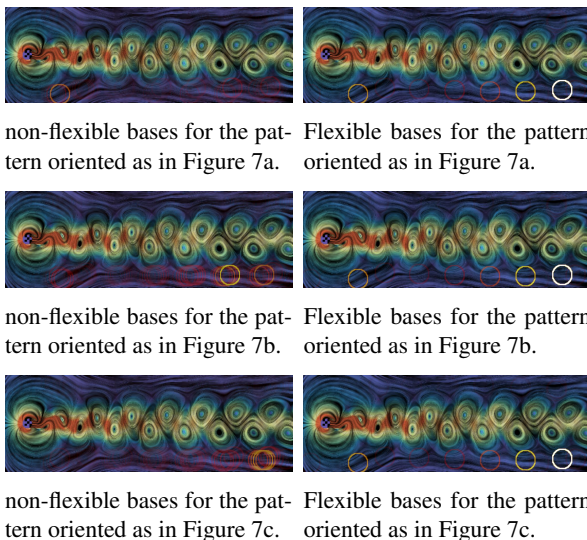 non-flexible bases for the pat-
tern oriented as in Figure 7a.
Flexible bases for the pattern
oriented as in Figure 7a.
non-flexible bases for the pat-
tern oriented as in Figure 7b.
Flexible bases for the pattern
oriented as in Figure 7b.
non-flexible bases for the pat-
tern oriented as in Figure 7c.
Flexible bases for the pattern
oriented as in Figure 7c.